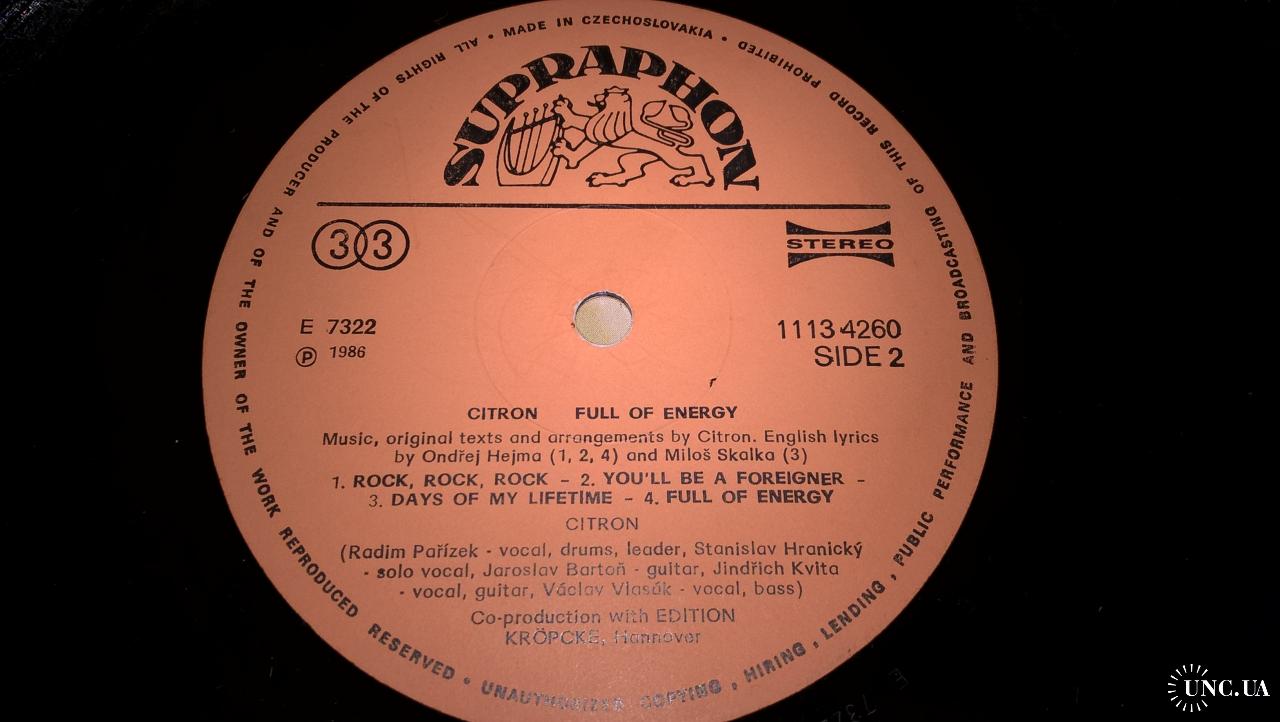 ALL RIGHTS OF THE PRODUCER AND OF THE OWNER OF THE WORK REPRODUCED RESERVED • UNAUTHORIZED COPYING, HIRING, LENDING, PUBLIC PERFORMANCE AND BROADCASTING OF THIS RECORD PROHIBITED • MADE IN CZECHOSLOVAKIA •
SUPRAPHON
33
STEREO
E 7322
1113 4260
Ⓟ 1986
SIDE 2
CITRON FULL OF ENERGY
Music, original texts and arrangements by Citron. English lyrics
by Ondřej Hejma (1, 2, 4) and Miloš Skalka (3)
1. ROCK, ROCK, ROCK – 2. YOU'LL BE A FOREIGNER –
3. DAYS OF MY LIFETIME – 4. FULL OF ENERGY
CITRON
(Radim Pařízek - vocal, drums, leader, Stanislav Hranický
- solo vocal, Jaroslav Bartoň - guitar, Jindřich Kvita
- vocal, guitar, Václav Vlasák - vocal, bass)
Co-production with EDITION
KRÖPCKE, Hannover
UNC.UA